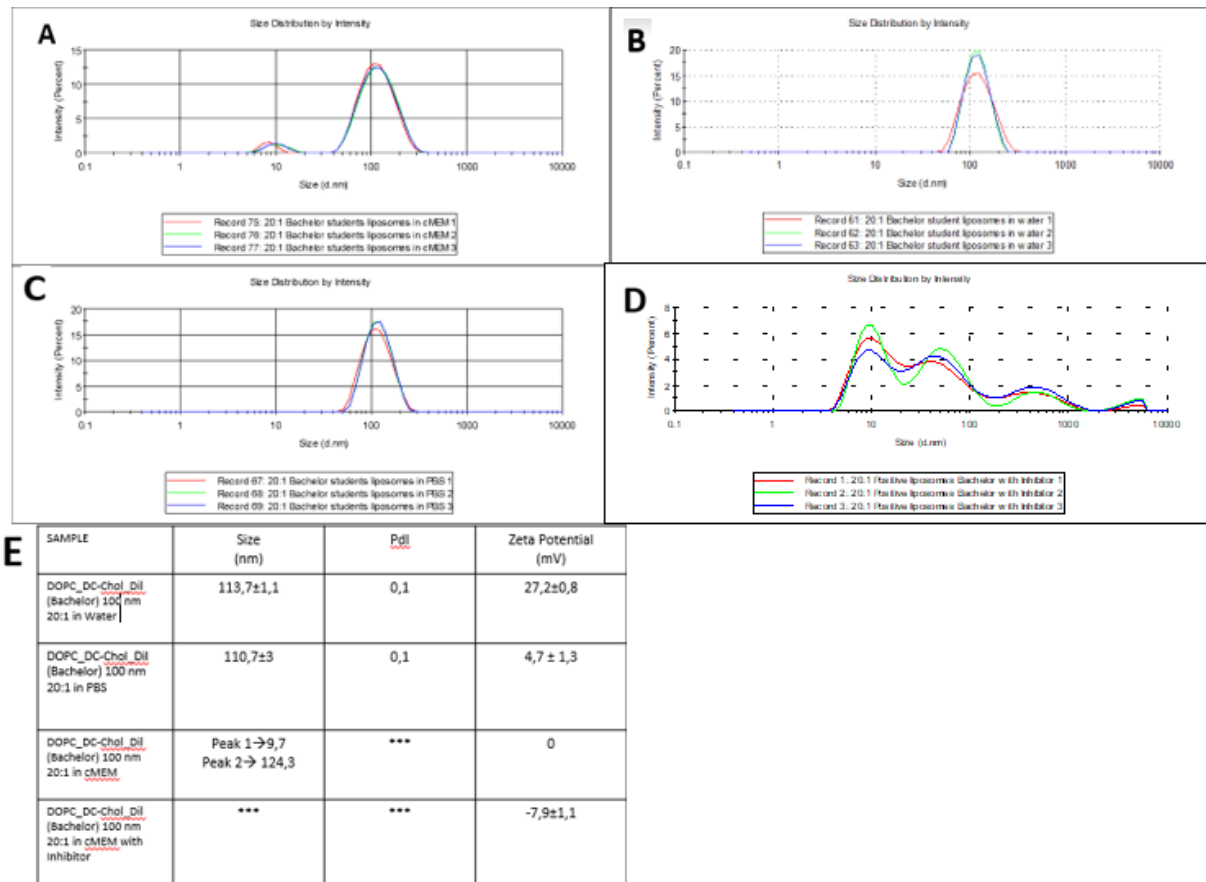 A
Size Distribution by Intensity
Intensity (Percent)
15
10
5
0
0.1
1
10
100
1000
10000
Size (d.nm)
Record 75: 20:1 Bachelor students liposomes in cMEM 1
Record 76: 20:1 Bachelor students liposomes in cMEM 2
Record 77: 20:1 Bachelor students liposomes in cMEM 3
B
Size Distribution by Intensity
Intensity (Percent)
20
15
10
5
0
0.1
1
10
100
1000
10000
Size (d.nm)
Record 61: 20:1 Bachelor student liposomes in water 1
Record 62: 20:1 Bachelor student liposomes in water 2
Record 63: 20:1 Bachelor student liposomes in water 3
C
Size Distribution by Intensity
Intensity (Percent)
20
15
10
5
0
0.1
1
10
100
1000
10000
Size (d.nm)
Record 67: 20:1 Bachelor students liposomes in PBS 1
Record 68: 20:1 Bachelor students liposomes in PBS 2
Record 69: 20:1 Bachelor students liposomes in PBS 3
D
Size Distribution by Intensity
Intensity (Percent)
8
6
4
2
0
0.1
1
10
100
1000
10000
Size (d.nm)
Record 1: 20:1 Positive liposomes Bachelor with Inhibitor 1
Record 2: 20:1 Positive liposomes Bachelor with Inhibitor 2
Record 3: 20:1 Positive liposomes Bachelor with Inhibitor 3
E
SAMPLE
Size
(nm)
PdI
Zeta Potential
(mV)
DOPC_DC-Chol_Dil
(Bachelor) 100 nm
20:1 in Water
113,7±1,1
0,1
27,2±0,8
DOPC_DC-Chol_Dil
(Bachelor) 100 nm
20:1 in PBS
110,7±3
0,1
4,7 ± 1,3
DOPC_DC-Chol_Dil
(Bachelor) 100 nm
20:1 in cMEM
Peak 1→9,7
Peak 2→ 124,3
***
0
DOPC_DC-Chol_Dil
(Bachelor) 100 nm
20:1 in cMEM with
Inhibitor
***
***
-7,9±1,1